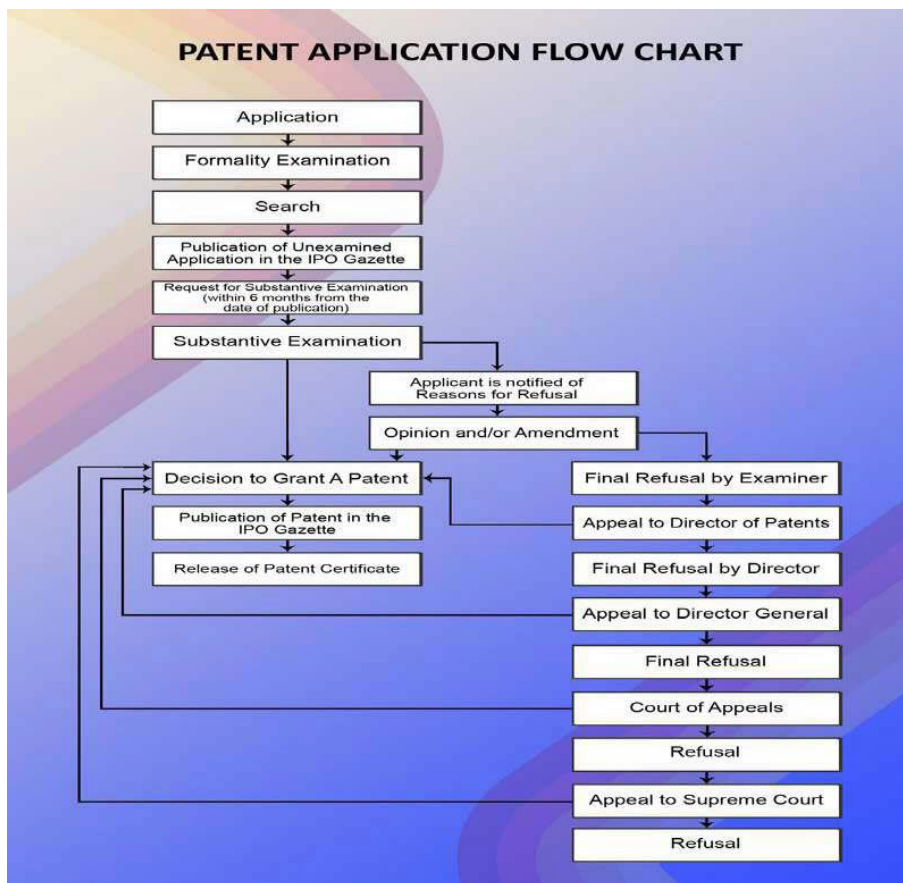 PATENT APPLICATION FLOW CHART
Application
Formality Examination
Search
Publication of Unexamined
Application in the IPO Gazette
Request for Substantive Examination
(within 6 months from the
date of publication)
Substantive Examination
Applicant is notified of
Reasons for Refusal
Opinion and/or Amendment
Decision to Grant A Patent
Publication of Patent in the
IPO Gazette
Release of Patent Certificate
Final Refusal by Examiner
Appeal to Director of Patents
Final Refusal by Director
Appeal to Director General
Final Refusal
Court of Appeals
Refusal
Appeal to Supreme Court
Refusal